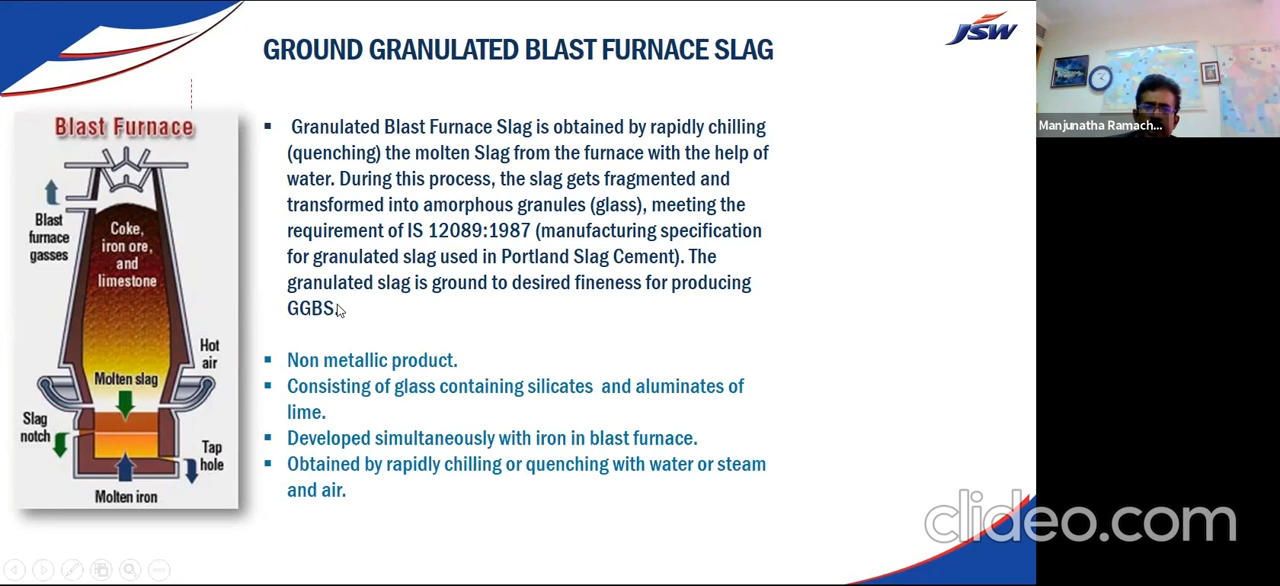 GROUND GRANULATED BLAST FURNACE SLAG
JSW
Manjunatha Ramach...
Blast Furnace
Blast
furnace
gasses
Coke,
iron ore,
and
limestone
Hot
air
Molten slag
Slag
notch
Tap
hole
Molten iron
▪ Granulated Blast Furnace Slag is obtained by rapidly chilling
(quenching) the molten Slag from the furnace with the help of
water. During this process, the slag gets fragmented and
transformed into amorphous granules (glass), meeting the
requirement of IS 12089:1987 (manufacturing specification
for granulated slag used in Portland Slag Cement). The
granulated slag is ground to desired fineness for producing
GGBS.
▪ Non metallic product.
▪ Consisting of glass containing silicates and aluminates of
lime.
▪ Developed simultaneously with iron in blast furnace.
▪ Obtained by rapidly chilling or quenching with water or steam
and air.
clideo.com